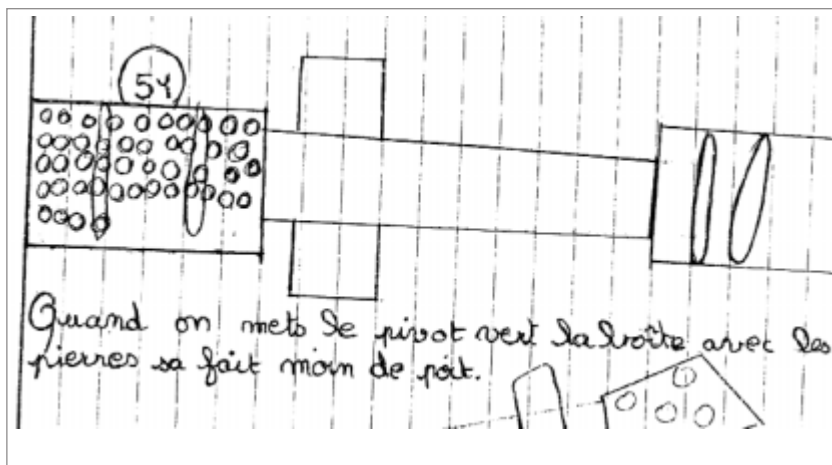 54
Quand on mets le pivot vert la boîte avec les
pierres sa fait moin de poit.